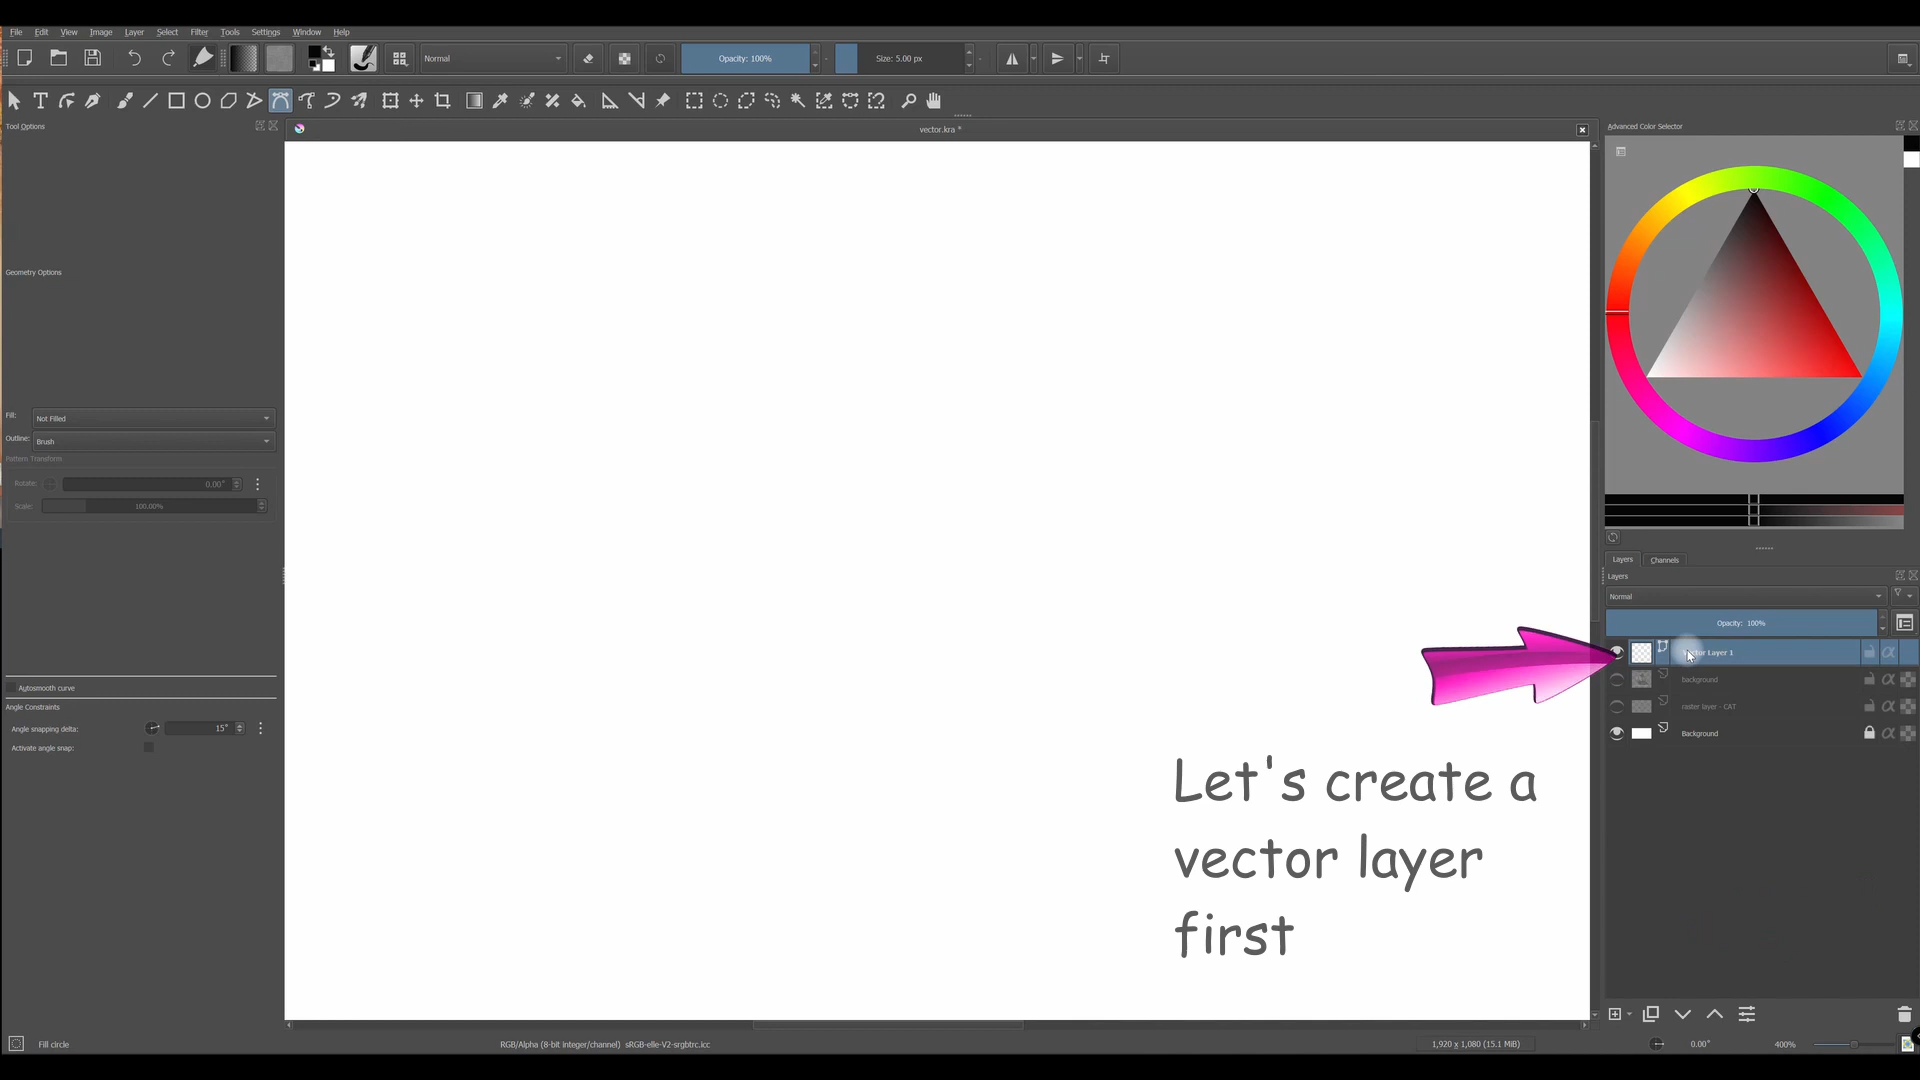 File Edit View Image Layer Select Filter Tools Settings Window Help
Normal Opacity: 100% Size: 5.00 px
Tool Options
vector.kra *
Advanced Color Selector
Geometry Options
Fill: Not Filled
Outline: Brush
Pattern Transform
Rotate: 0.00°
Scale: 100.00%
Autosmooth curve
Angle Constraints
Angle snapping delta: 15°
Activate angle snap:
Layers Channels
Layers
Normal
Opacity: 100%
Vector Layer 1
background
raster layer - CAT
Background
Let's create a
vector layer
first
Fill circle
RGB/Alpha (8-bit integer/channel) sRGB-elle-V2-srgbtrc.icc
1,920 x 1,080 (15.1 MiB)
0.00°
400%